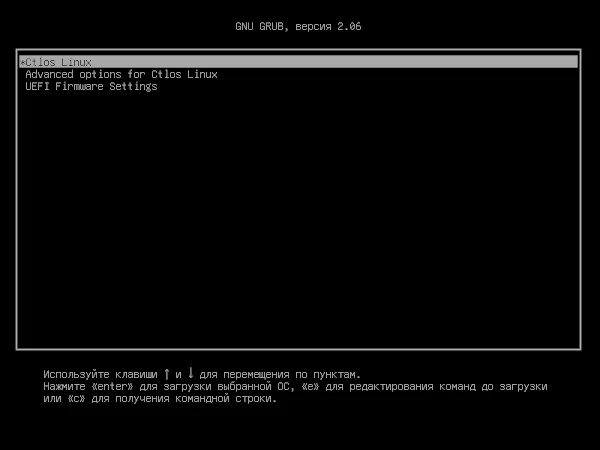 GNU GRUB, версия 2.06
*Ctlos Linux
Advanced options for Ctlos Linux
UEFI Firmware Settings
Используйте клавиши ↑ и ↓ для перемещения по пунктам.
Нажмите «enter» для загрузки выбранной ОС, «e» для редактирования команд до загрузки
или «c» для получения командной строки.